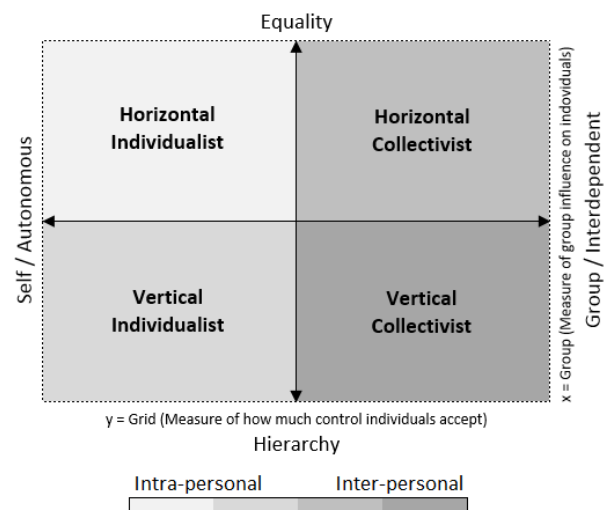 Equality
Horizontal
Individualist
Horizontal
Collectivist
Self / Autonomous
x = Group (Measure of group influence on indoviduals)
Group / Interdependent
Vertical
Individualist
Vertical
Collectivist
y = Grid (Measure of how much control individuals accept)
Hierarchy
Intra-personal
Inter-personal